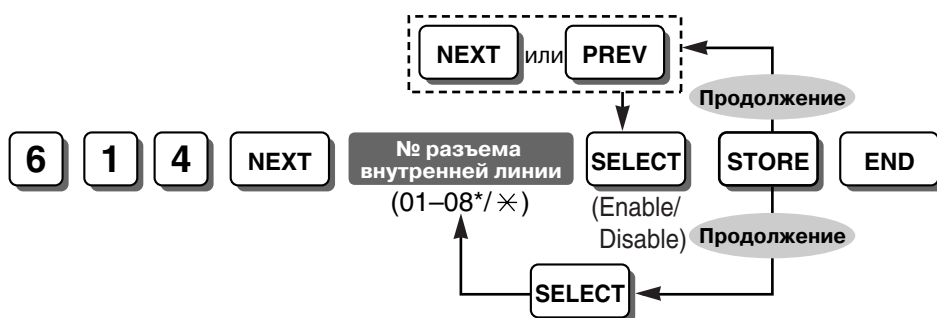 NEXT или PREV
Продолжение
6 1 4 NEXT № разъема SELECT STORE END
внутренней линии
(01–08*/✳) (Enable/
Disable) Продолжение
SELECT